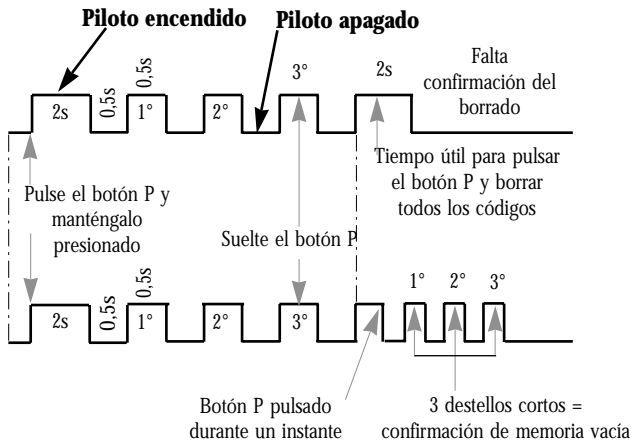 Piloto encendido
Piloto apagado
Falta
confirmación del
borrado
2s
0,5s
1°
0,5s
2°
3°
2s
Pulse el botón P y
manténgalo
presionado
Suelte el botón P
Tiempo útil para pulsar
el botón P y borrar
todos los códigos
2s
0,5s
1°
0,5s
2°
3°
1°
2°
3°
Botón P pulsado
durante un instante
3 destellos cortos =
confirmación de memoria vacía